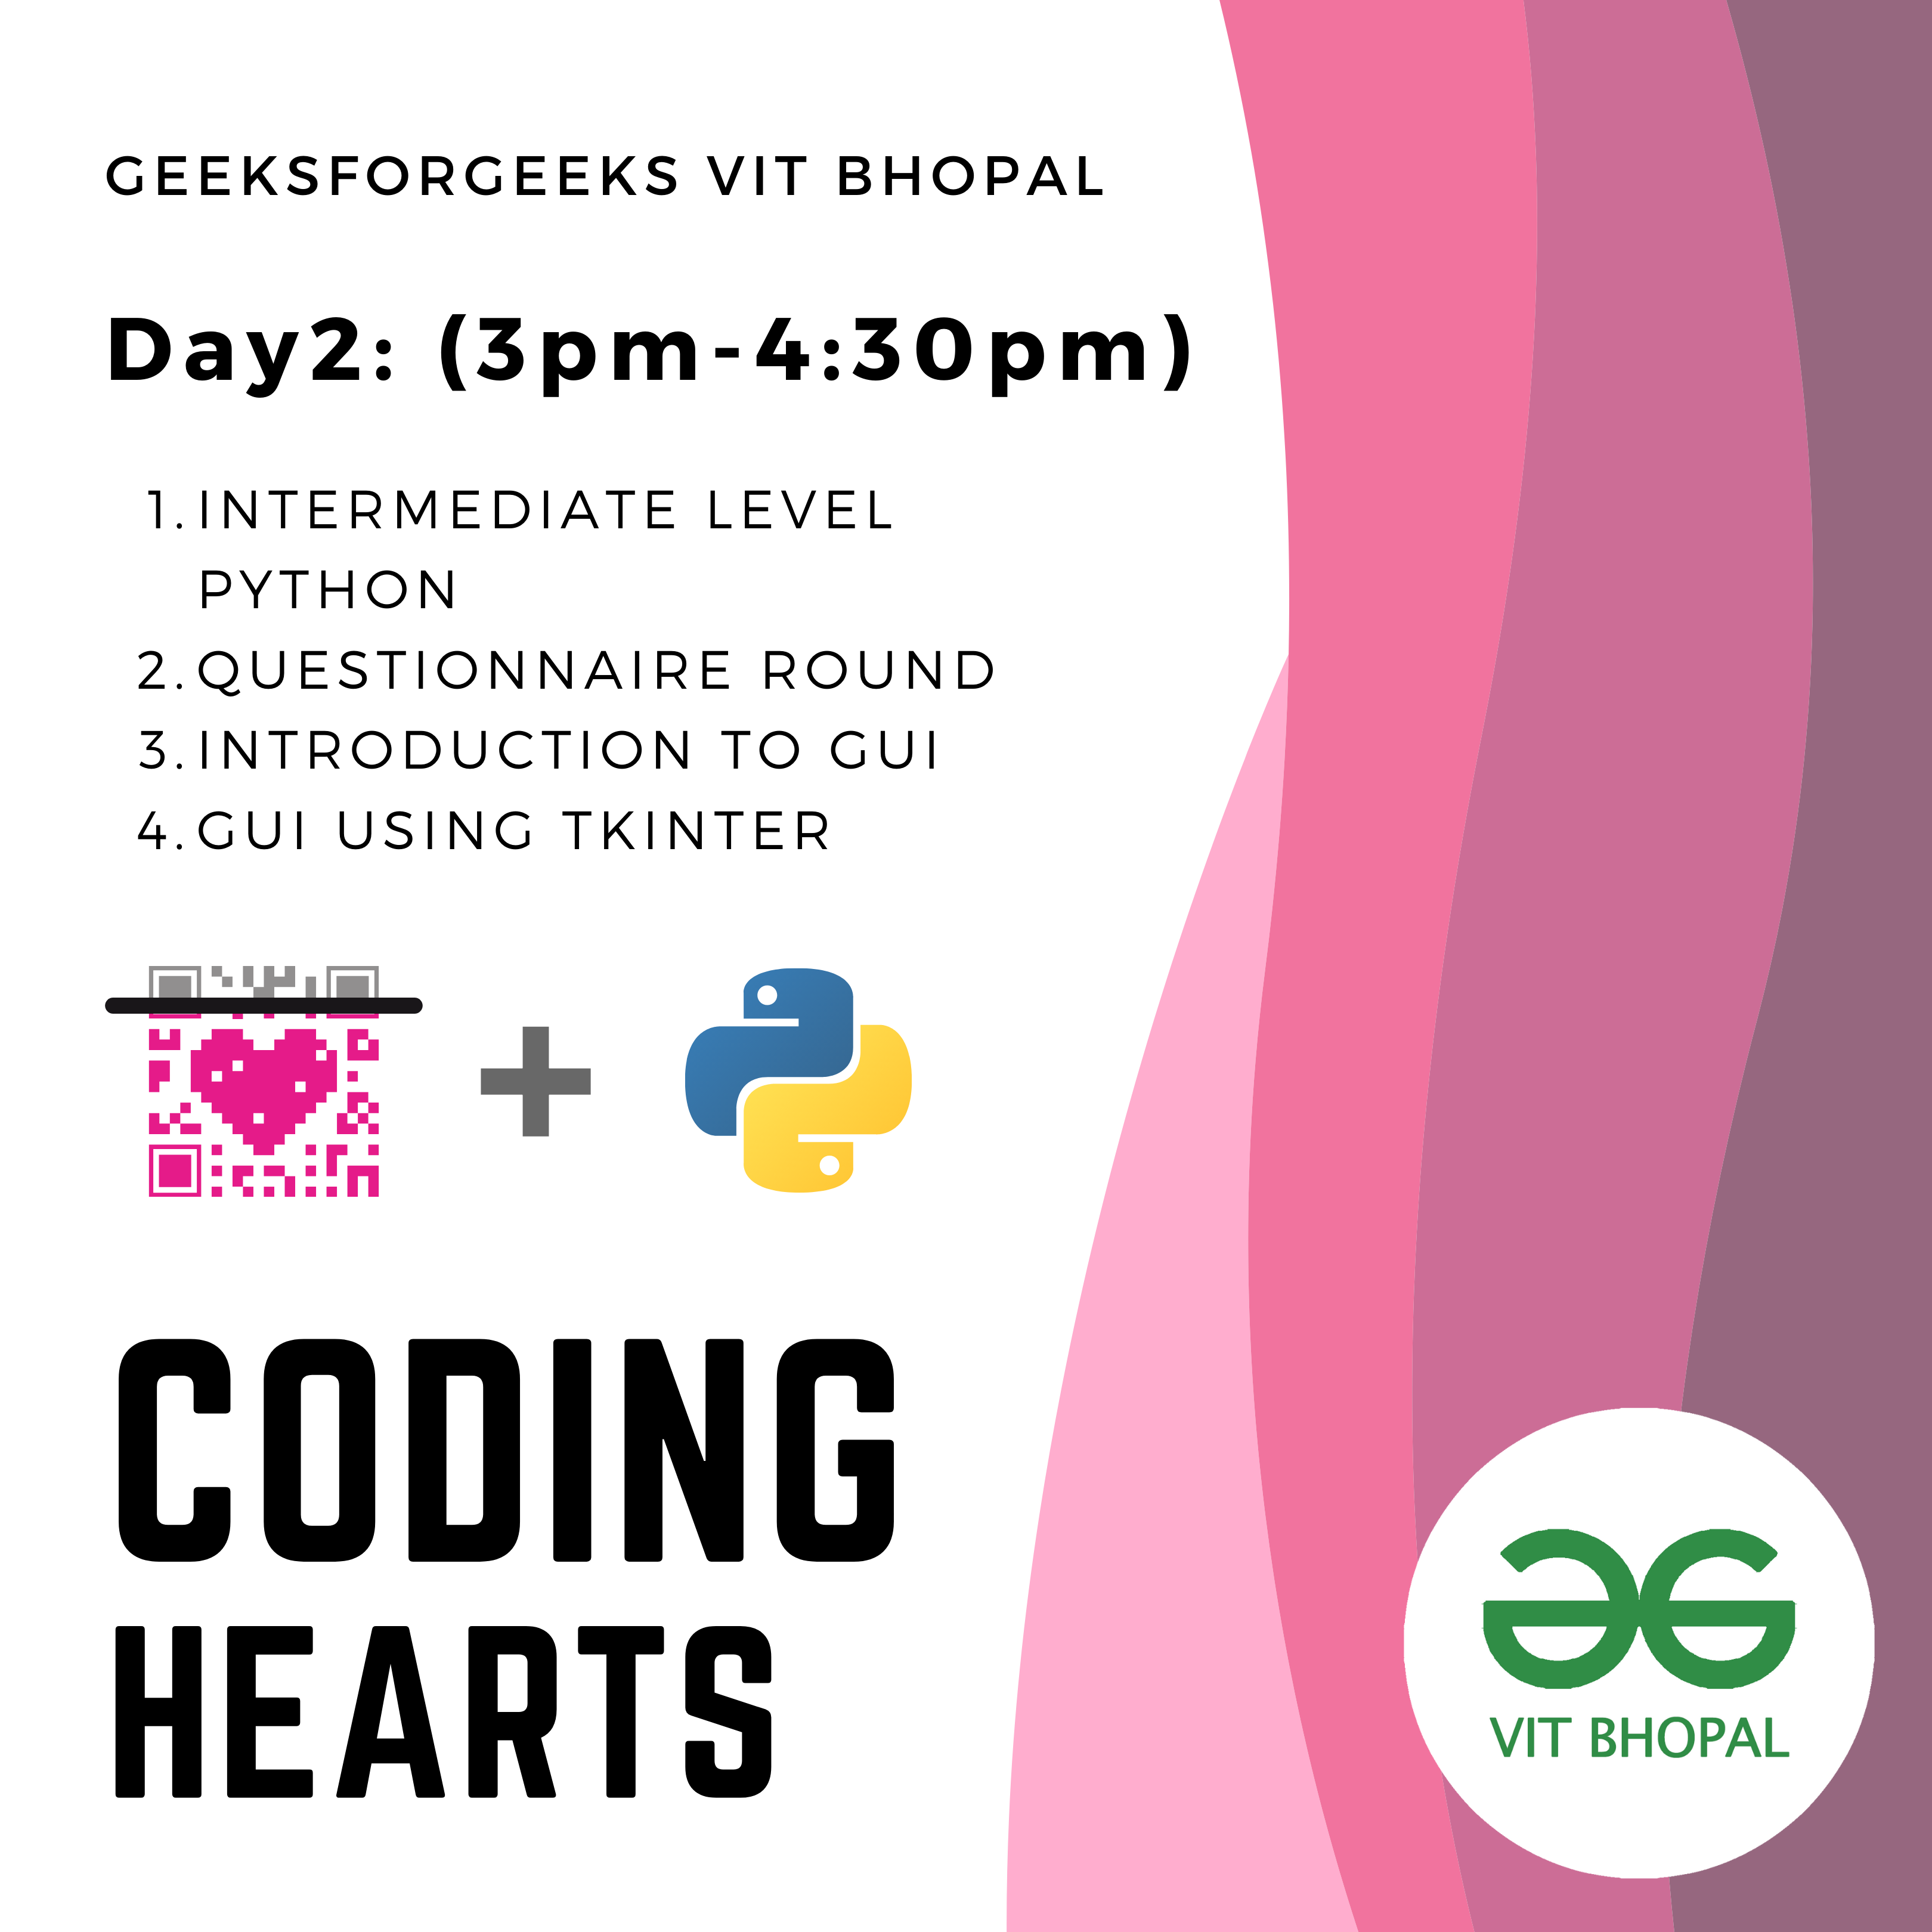 GEEKSFORGEEKS VIT BHOPAL
Day2: (3pm-4:30pm)
1. INTERMEDIATE LEVEL
PYTHON
2. QUESTIONNAIRE ROUND
3. INTRODUCTION TO GUI
4. GUI USING TKINTER
CODING
HEARTS
VIT BHOPAL